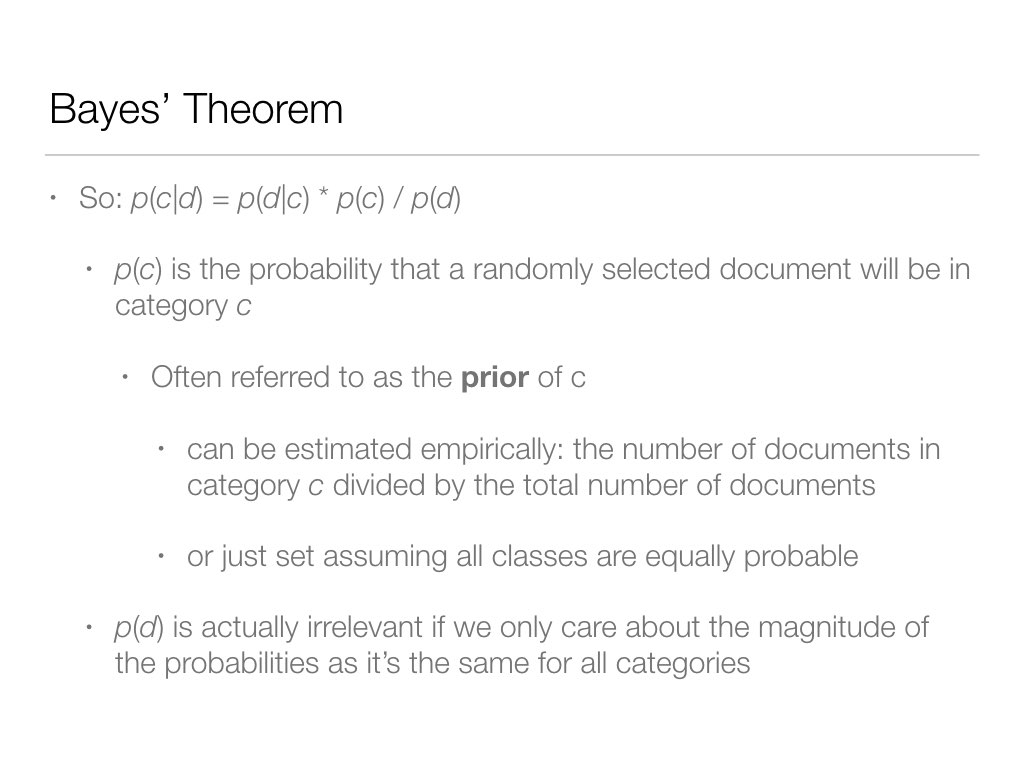 Bayes’ Theorem
• So: p(c|d) = p(d|c) * p(c) / p(d)
• p(c) is the probability that a randomly selected document will be in
category c
• Often referred to as the prior of c
• can be estimated empirically: the number of documents in
category c divided by the total number of documents
• or just set assuming all classes are equally probable
• p(d) is actually irrelevant if we only care about the magnitude of
the probabilities as it’s the same for all categories